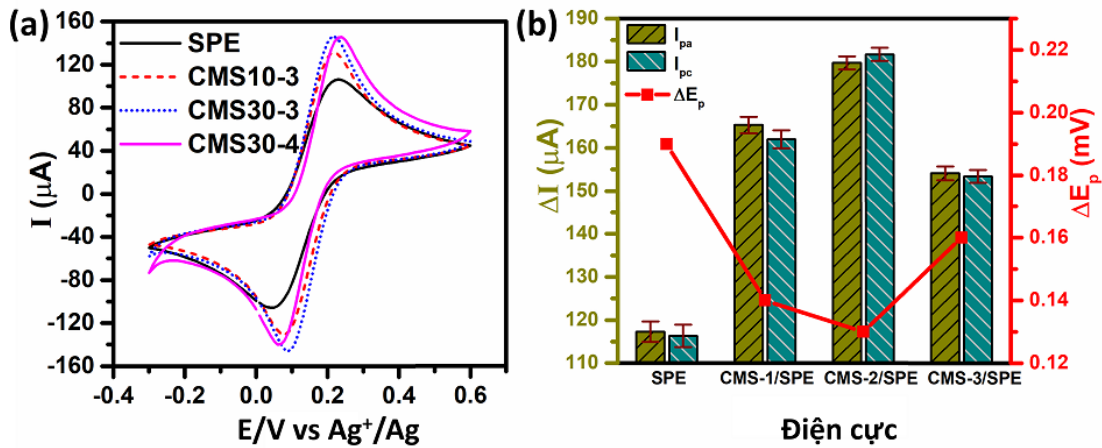 (a)
SPE
CMS10-3
CMS30-3
CMS30-4
I (μA)
160
120
80
40
0
-40
-80
-120
-160
-0.4
-0.2
0.0
0.2
0.4
0.6
E/V vs Ag⁺/Ag
(b)
Iₚₐ
Iₚc
ΔEₚ
ΔI (μA)
190
180
170
160
150
140
130
120
110
ΔEₚ (mV)
0.22
0.20
0.18
0.16
0.14
0.12
SPE
CMS-1/SPE
CMS-2/SPE
CMS-3/SPE
Điện cực